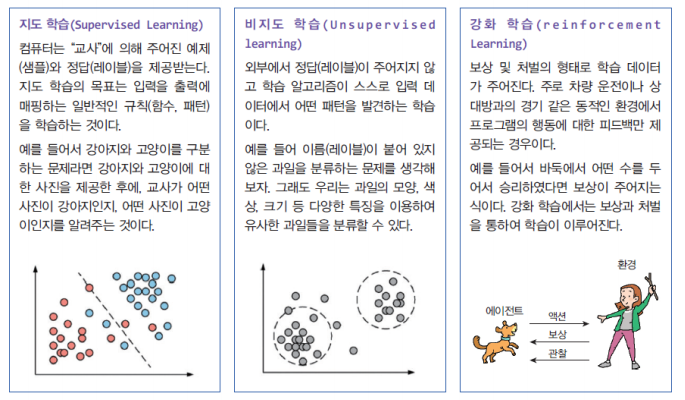 지도 학습(Supervised Learning)
컴퓨터는 "교사"에 의해 주어진 예제
(샘플)와 정답(레이블)을 제공받는다.
지도 학습의 목표는 입력을 출력에
매핑하는 일반적인 규칙(함수, 패턴)
을 학습하는 것이다.
예를 들어서 강아지와 고양이를 구분
하는 문제라면 강아지와 고양이에 대
한 사진을 제공한 후에, 교사가 어떤
사진이 강아지인지, 어떤 사진이 고양
이인지를 알려주는 것이다.
비지도 학습(Unsupervised
learning)
외부에서 정답(레이블)이 주어지지 않
고 학습 알고리즘이 스스로 입력 데
이터에서 어떤 패턴을 발견하는 학습
이다.
예를 들어 이름(레이블)이 붙어 있지
않은 과일을 분류하는 문제를 생각해
보자. 그래도 우리는 과일의 모양, 색
상, 크기 등 다양한 특징을 이용하여
유사한 과일들을 분류할 수 있다.
강화 학습(reinforcement
Learning)
보상 및 처벌의 형태로 학습 데이터
가 주어진다. 주로 차량 운전이나 상
대방과의 경기 같은 동적인 환경에서
프로그램의 행동에 대한 피드백만 제
공되는 경우이다.
예를 들어서 바둑에서 어떤 수를 두
어서 승리하였다면 보상이 주어지는
식이다. 강화 학습에서는 보상과 처벌
을 통하여 학습이 이루어진다.
환경
에이전트
액션
보상
관찰